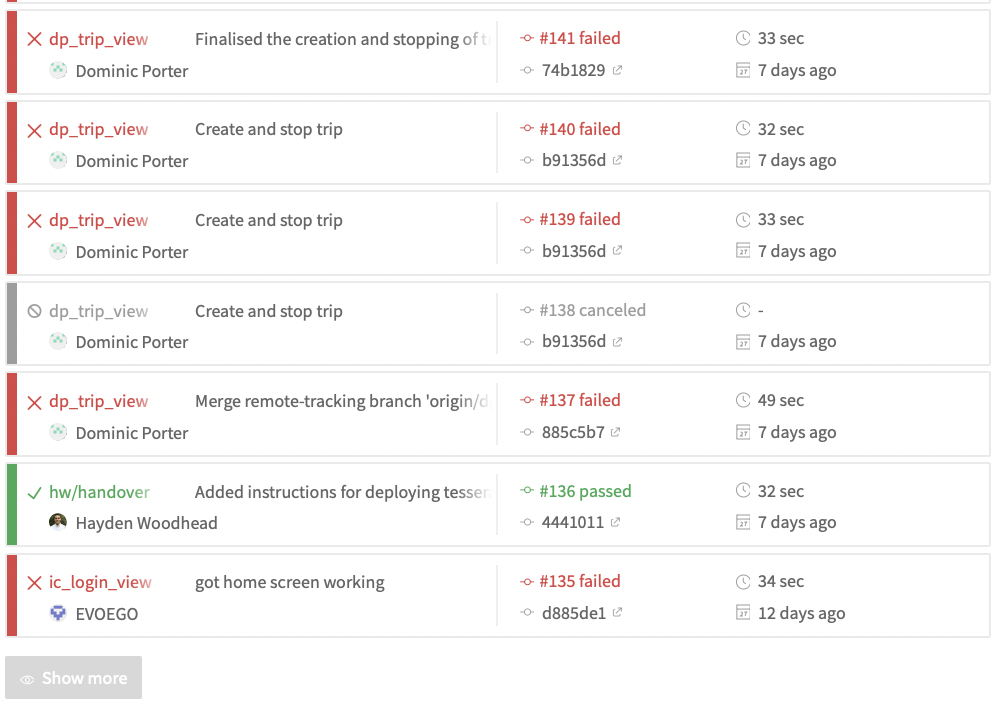 dp_trip_view Finalised the creation and stopping of #141 failed 33 sec
Dominic Porter 74b1829 7 days ago
dp_trip_view Create and stop trip #140 failed 32 sec
Dominic Porter b91356d 7 days ago
dp_trip_view Create and stop trip #139 failed 33 sec
Dominic Porter b91356d 7 days ago
dp_trip_view Create and stop trip #138 canceled -
Dominic Porter b91356d 7 days ago
dp_trip_view Merge remote-tracking branch 'origin/d #137 failed 49 sec
Dominic Porter 885c5b7 7 days ago
hw/handover Added instructions for deploying tesser #136 passed 32 sec
Hayden Woodhead 4441011 7 days ago
ic_login_view got home screen working #135 failed 34 sec
EVOEGO d885de1 12 days ago
Show more